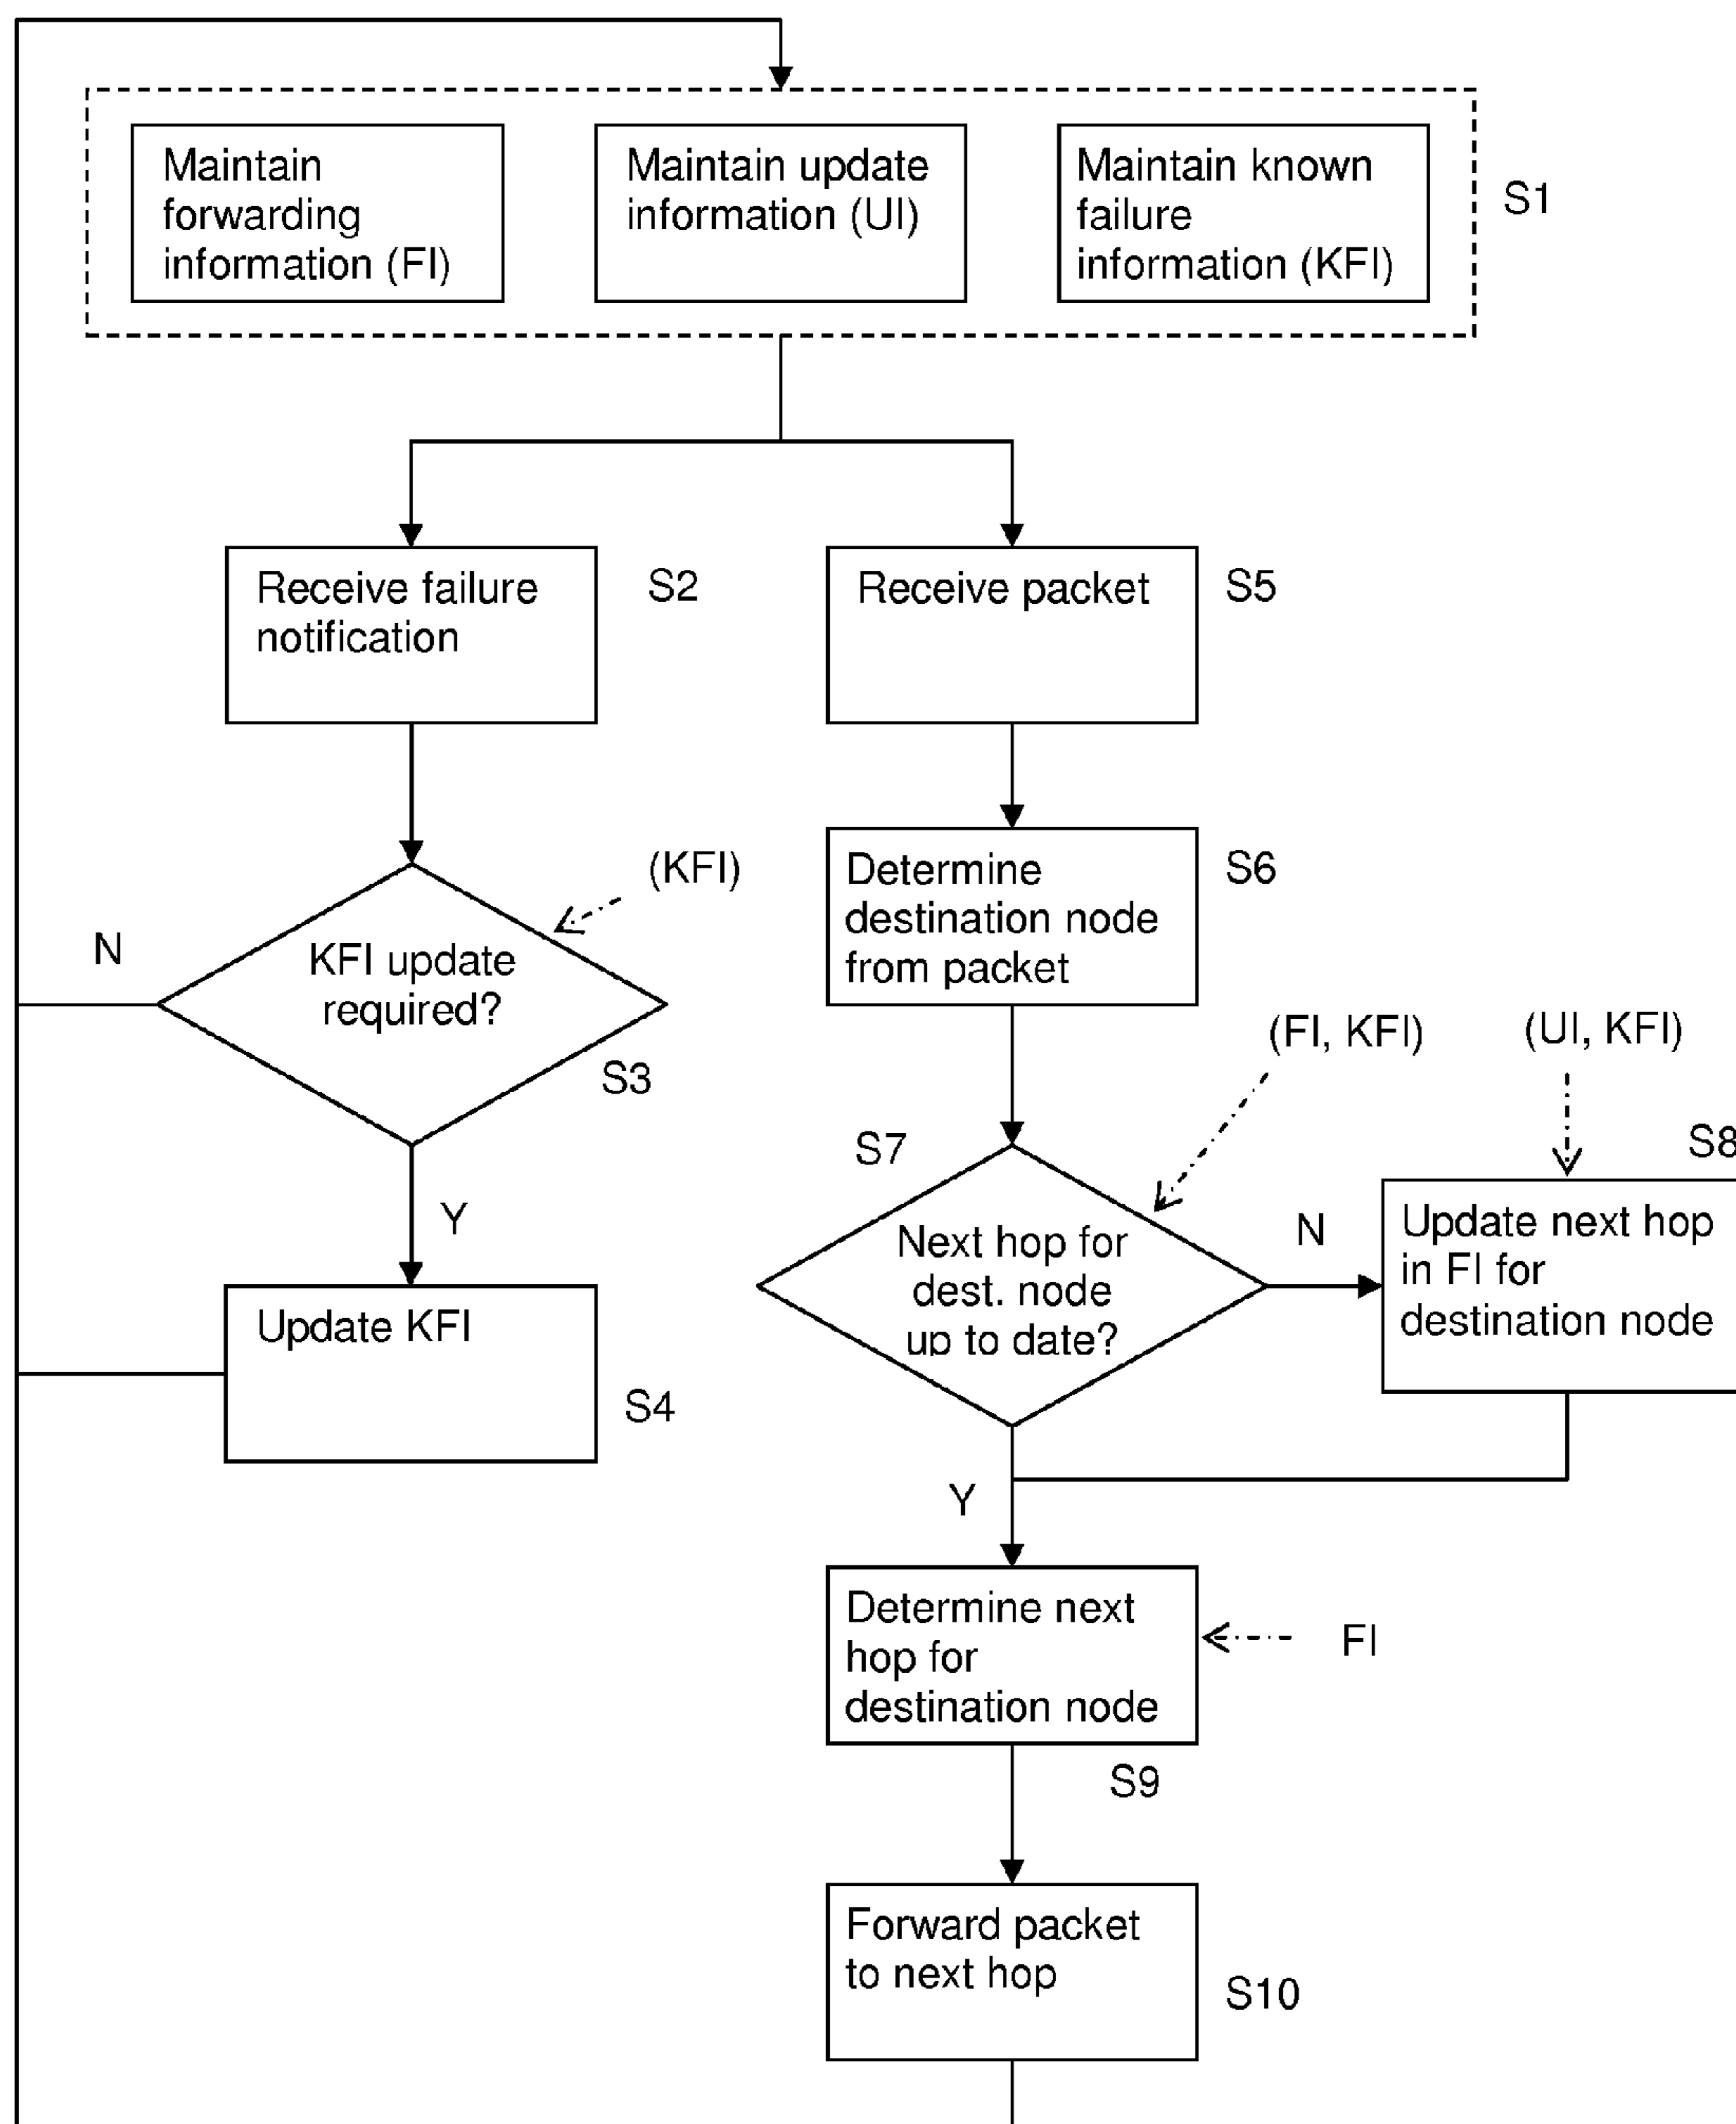 Maintain
forwarding
information (FI)
Maintain update
information (UI)
Maintain known
failure
information (KFI)
S1
Receive failure
notification
S2
Receive packet
S5
(KFI)
Determine
destination node
from packet
S6
N
KFI update
required?
S3
(FI, KFI)
(UI, KFI)
S7
S8
Y
Next hop for
dest. node
up to date?
N
Update next hop
in FI for
destination node
Update KFI
S4
Y
Determine next
hop for
destination node
FI
S9
Forward packet
to next hop
S10